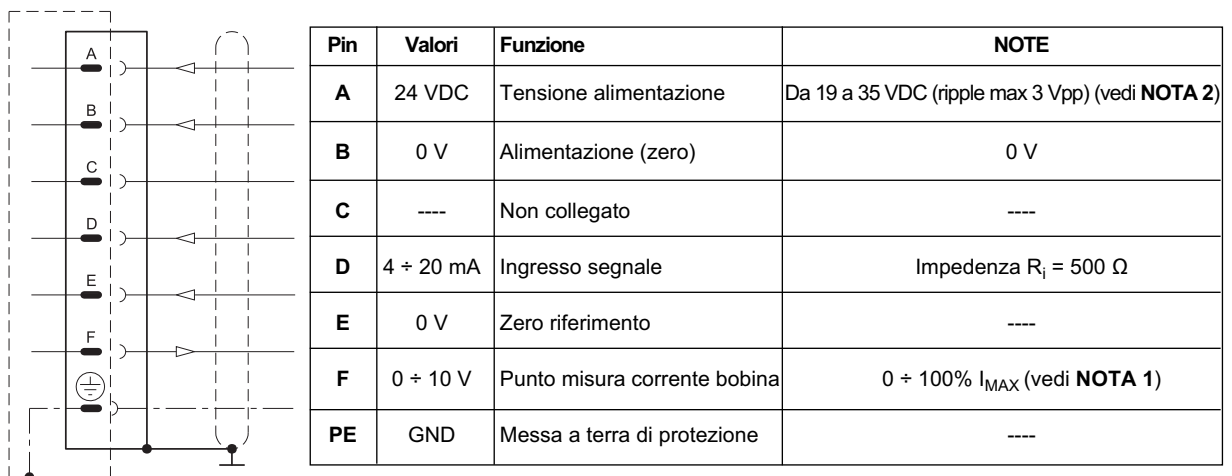 A
B
C
D
E
F
Pin Valori Funzione NOTE
A 24 VDC Tensione alimentazione Da 19 a 35 VDC (ripple max 3 Vpp) (vedi NOTA 2)
B 0 V Alimentazione (zero) 0 V
C ---- Non collegato ----
D 4 ÷ 20 mA Ingresso segnale Impedenza Ri = 500 Ω
E 0 V Zero riferimento ----
F 0 ÷ 10 V Punto misura corrente bobina 0 ÷ 100% IMAX (vedi NOTA 1)
PE GND Messa a terra di protezione ----